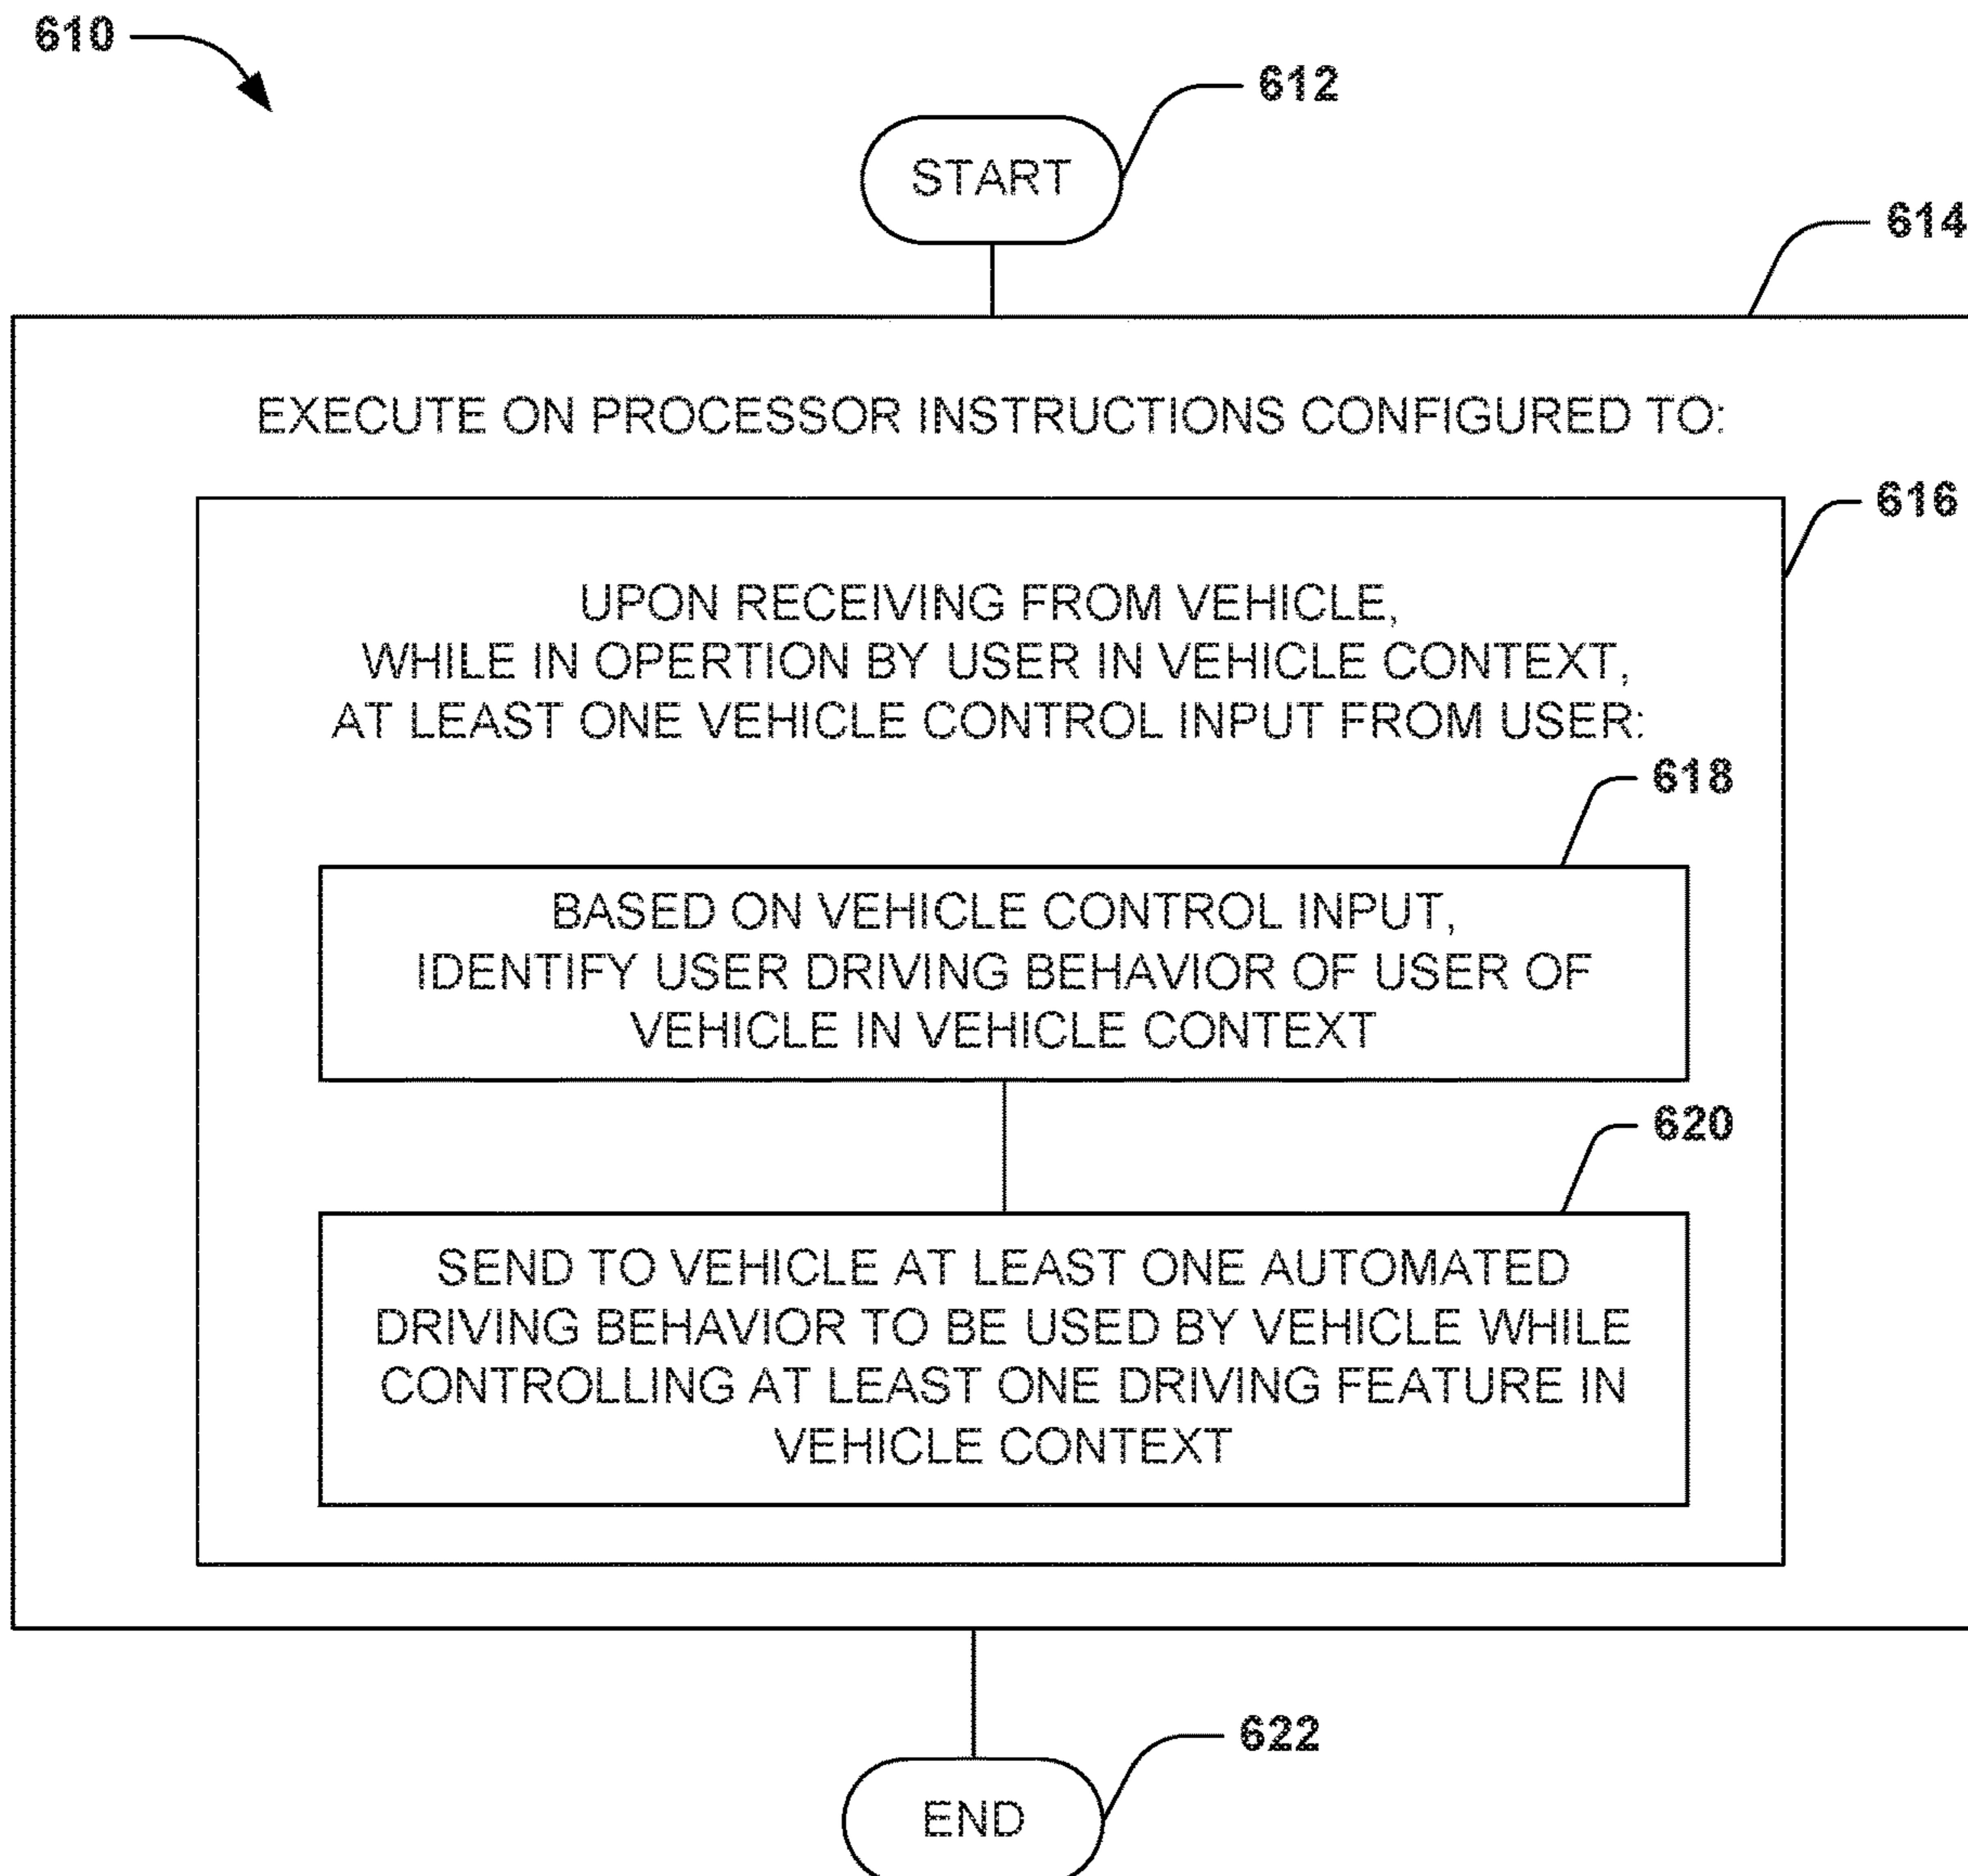 610
612
START
614
EXECUTE ON PROCESSOR INSTRUCTIONS CONFIGURED TO:
616
UPON RECEIVING FROM VEHICLE,
WHILE IN OPERTION BY USER IN VEHICLE CONTEXT,
AT LEAST ONE VEHICLE CONTROL INPUT FROM USER:
618
BASED ON VEHICLE CONTROL INPUT,
IDENTIFY USER DRIVING BEHAVIOR OF USER OF
VEHICLE IN VEHICLE CONTEXT
620
SEND TO VEHICLE AT LEAST ONE AUTOMATED
DRIVING BEHAVIOR TO BE USED BY VEHICLE WHILE
CONTROLLING AT LEAST ONE DRIVING FEATURE IN
VEHICLE CONTEXT
622
END